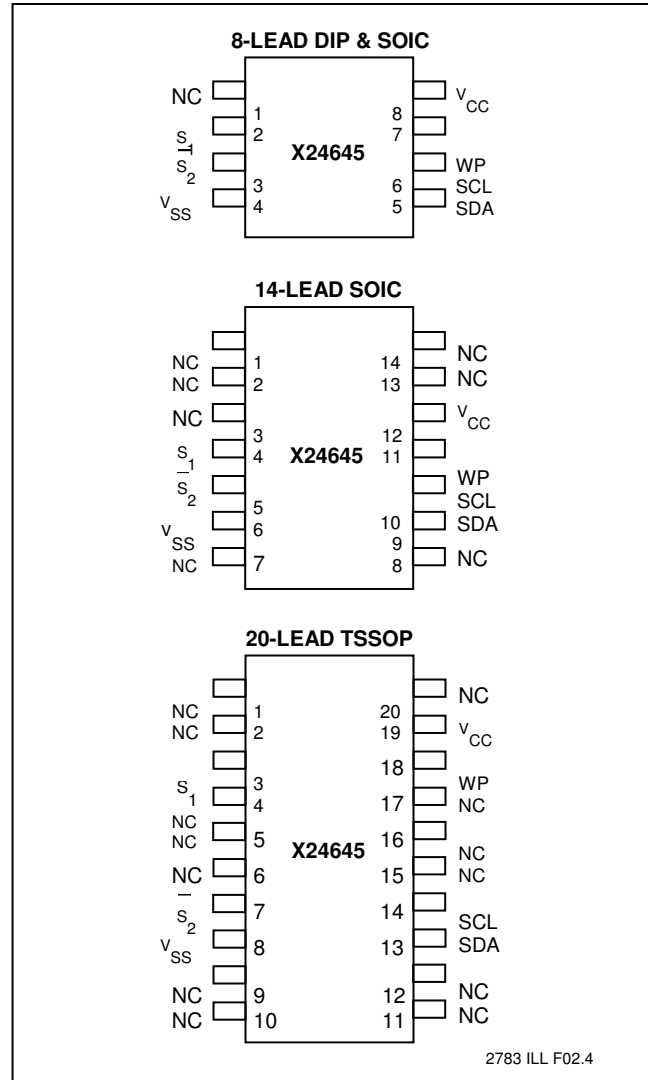 8-LEAD DIP & SOIC
NC 1 8 VCC
S1 2 7 WP
S̅2 3 X24645 6 SCL
VSS 4 5 SDA
14-LEAD SOIC
NC 1 14 NC
NC 2 13 NC
NC 3 12 VCC
S1 4 X24645 11 WP
S̅2 5 10 SCL
VSS 6 9 SDA
NC 7 8 NC
20-LEAD TSSOP
NC 1 20 NC
NC 2 19 VCC
S1 3 18 WP
NC 4 17 NC
NC 5 X24645 16 NC
NC 6 15 NC
S̅2 7 14 SCL
VSS 8 13 SDA
NC 9 12 NC
NC 10 11 NC
2783 ILL F02.4